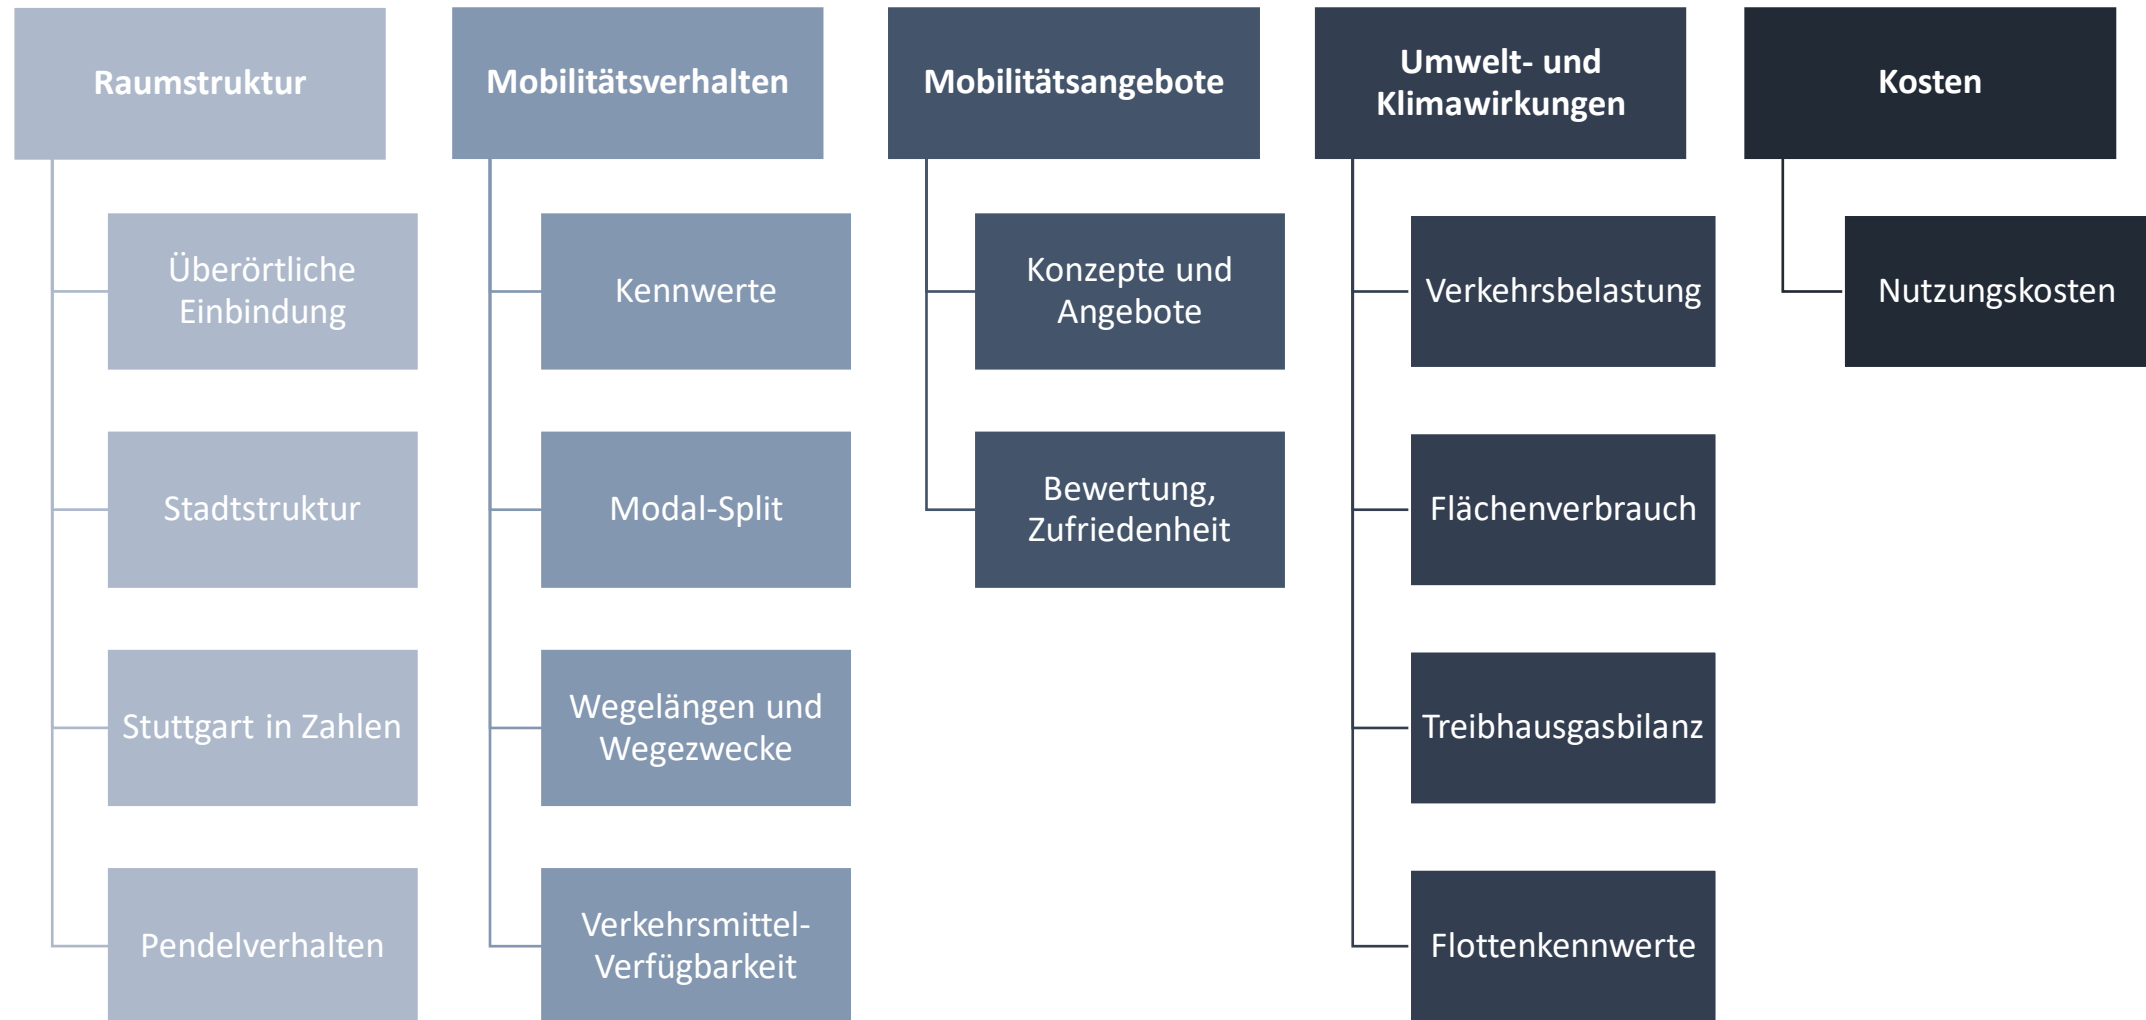 Raumstruktur
Überörtliche
Einbindung
Stadtstruktur
Stuttgart in Zahlen
Pendelverhalten
Mobilitätsverhalten
Kennwerte
Modal-Split
Wegelängen und
Wegezwecke
Verkehrsmittel-
Verfügbarkeit
Mobilitätsangebote
Konzepte und
Angebote
Bewertung,
Zufriedenheit
Umwelt- und
Klimawirkungen
Verkehrsbelastung
Flächenverbrauch
Treibhausgasbilanz
Flottenkennwerte
Kosten
Nutzungskosten